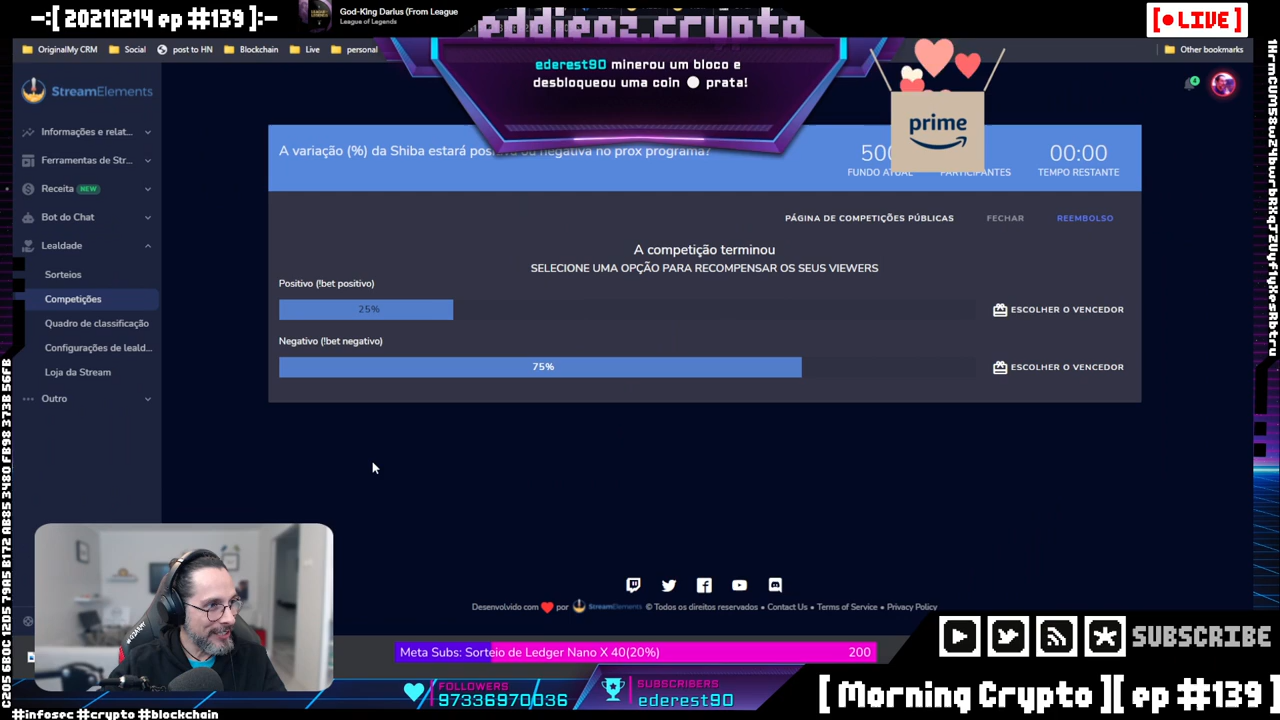 —:[ 20211214 ep #139 ]:—
God-King Darius (From League
League of Legends
eddieoz.crypto
[●LIVE]
OriginalMy CRM
Social
post to HN
Blockchain
Live
personal
Other bookmarks
ederest90 minerou um bloco e
desbloqueou uma coin prata!
prime
StreamElements
4
Informações e relat...
Ferramentas de Str...
Receita NEW
Bot do Chat
Lealdade
Sorteios
Competições
Quadro de classificação
Configurações de leald...
Loja da Stream
Outro
A variação (%) da Shiba estará negativa no prox programa?
500
FUNDO ATUAL
PARTICIPANTES
00:00
TEMPO RESTANTE
PÁGINA DE COMPETIÇÕES PÚBLICAS
FECHAR
REEMBOLSO
A competição terminou
SELECIONE UMA OPÇÃO PARA RECOMPENSAR OS SEUS VIEWERS
Positivo (!bet positivo)
25%
ESCOLHER O VENCEDOR
Negativo (!bet negativo)
75%
ESCOLHER O VENCEDOR
Desenvolvido com ❤ por StreamElements © Todos os direitos reservados • Contact Us • Terms of Service • Privacy Policy
Meta Subs: Sorteio de Ledger Nano X 40(20%)
200
SUBSCRIBE
FOLLOWERS
97336970036
SUBSCRIBERS
ederest90
[ Morning Crypto ][ ep #139 ]
#infosec #crypto #blockchain